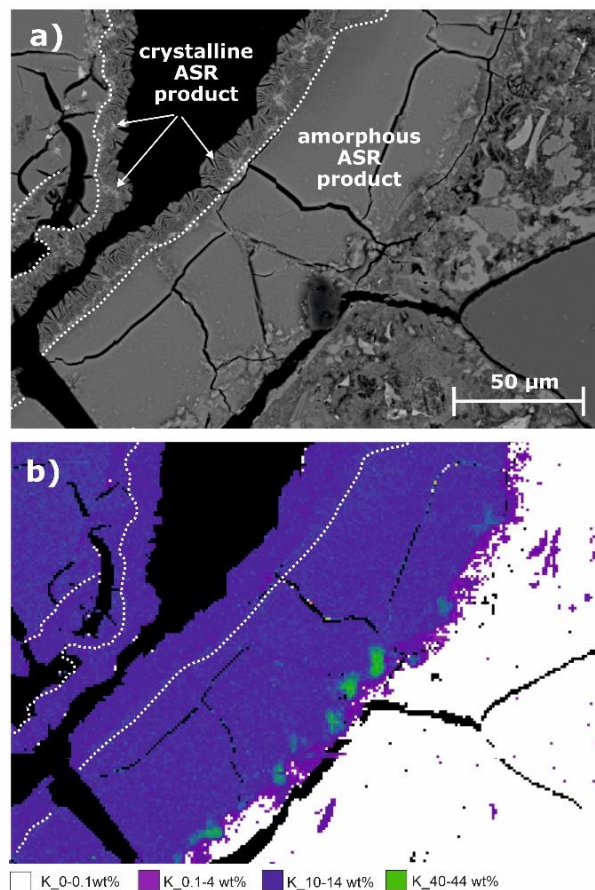 a)
crystalline
ASR
product
amorphous
ASR
product
50 µm
b)
K_0-0.1wt% K_0.1-4 wt% K_10-14 wt% K_40-44 wt%